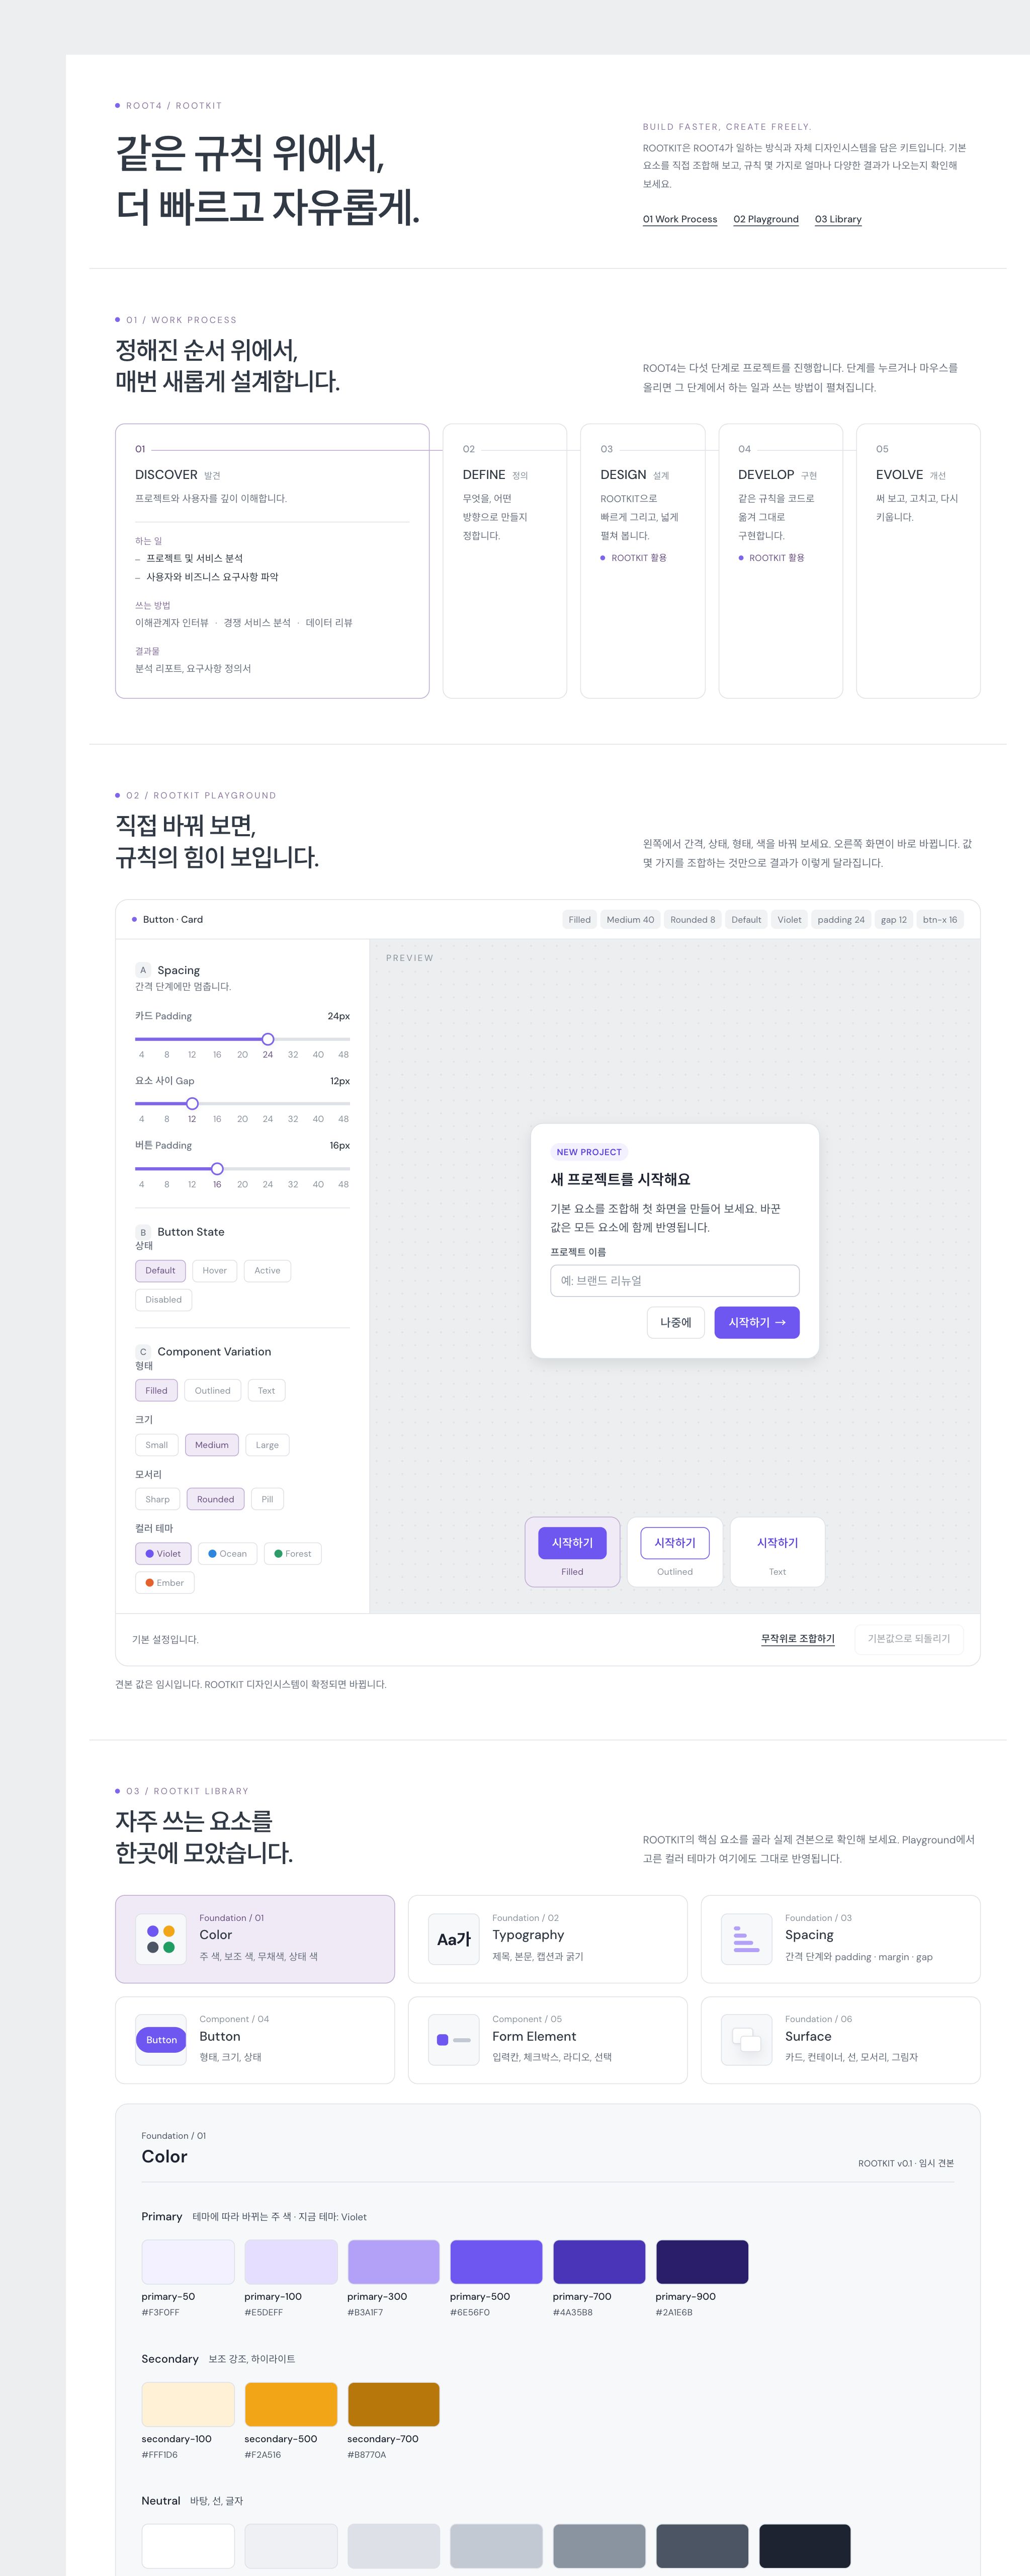 ROOT4 / ROOTKIT
같은 규칙 위에서,
더 빠르고 자유롭게.
BUILD FASTER, CREATE FREELY.
ROOTKIT은 ROOT4가 일하는 방식과 자체 디자인시스템을 담은 키트입니다. 기본
요소를 직접 조합해 보고, 규칙 몇 가지로 얼마나 다양한 결과가 나오는지 확인해
보세요.
01 Work Process 02 Playground 03 Library
01 / WORK PROCESS
정해진 순서 위에서,
매번 새롭게 설계합니다.
ROOT4는 다섯 단계로 프로젝트를 진행합니다. 단계를 누르거나 마우스를
올리면 그 단계에서 하는 일과 쓰는 방법이 펼쳐집니다.
01
DISCOVER 발견
프로젝트와 사용자를 깊이 이해합니다.
하는 일
– 프로젝트 및 서비스 분석
– 사용자와 비즈니스 요구사항 파악
쓰는 방법
이해관계자 인터뷰 · 경쟁 서비스 분석 · 데이터 리뷰
결과물
분석 리포트, 요구사항 정의서
02
DEFINE 정의
무엇을, 어떤
방향으로 만들지
정합니다.
03
DESIGN 설계
ROOTKIT으로
빠르게 그리고, 넓게
펼쳐 봅니다.
ROOTKIT 활용
04
DEVELOP 구현
같은 규칙을 코드로
옮겨 그대로
구현합니다.
ROOTKIT 활용
05
EVOLVE 개선
써 보고, 고치고, 다시
키웁니다.
02 / ROOTKIT PLAYGROUND
직접 바꿔 보면,
규칙의 힘이 보입니다.
왼쪽에서 간격, 상태, 형태, 색을 바꿔 보세요. 오른쪽 화면이 바로 바뀝니다. 값
몇 가지를 조합하는 것만으로 결과가 이렇게 달라집니다.
Button · Card
Filled Medium 40 Rounded 8 Default Violet padding 24 gap 12 btn-x 16
A Spacing
간격 단계에만 멈춥니다.
카드 Padding 24px
4 8 12 16 20 24 32 40 48
요소 사이 Gap 12px
4 8 12 16 20 24 32 40 48
버튼 Padding 16px
4 8 12 16 20 24 32 40 48
B Button State
상태
Default Hover Active
Disabled
C Component Variation
형태
Filled Outlined Text
크기
Small Medium Large
모서리
Sharp Rounded Pill
컬러 테마
Violet Ocean Forest
Ember
PREVIEW
NEW PROJECT
새 프로젝트를 시작해요
기본 요소를 조합해 첫 화면을 만들어 보세요. 바꾼
값은 모든 요소에 함께 반영됩니다.
프로젝트 이름
예: 브랜드 리뉴얼
나중에 시작하기 →
시작하기 시작하기 시작하기
Filled Outlined Text
기본 설정입니다.
무작위로 조합하기 기본값으로 되돌리기
견본 값은 임시입니다. ROOTKIT 디자인시스템이 확정되면 바뀝니다.
03 / ROOTKIT LIBRARY
자주 쓰는 요소를
한곳에 모았습니다.
ROOTKIT의 핵심 요소를 골라 실제 견본으로 확인해 보세요. Playground에서
고른 컬러 테마가 여기에도 그대로 반영됩니다.
Foundation / 01
Color
주 색, 보조 색, 무채색, 상태 색
Aa가
Foundation / 02
Typography
제목, 본문, 캡션과 굵기
Foundation / 03
Spacing
간격 단계와 padding · margin · gap
Button
Component / 04
Button
형태, 크기, 상태
Component / 05
Form Element
입력칸, 체크박스, 라디오, 선택
Foundation / 06
Surface
카드, 컨테이너, 선, 모서리, 그림자
Foundation / 01
Color
ROOTKIT v0.1 · 임시 견본
Primary 테마에 따라 바뀌는 주 색 · 지금 테마: Violet
primary-50 primary-100 primary-300 primary-500 primary-700 primary-900
#F3F0FF #E5DEFF #B3A1F7 #6E56F0 #4A35B8 #2A1E6B
Secondary 보조 강조, 하이라이트
secondary-100 secondary-500 secondary-700
#FFF1D6 #F2A516 #B8770A
Neutral 바탕, 선, 글자